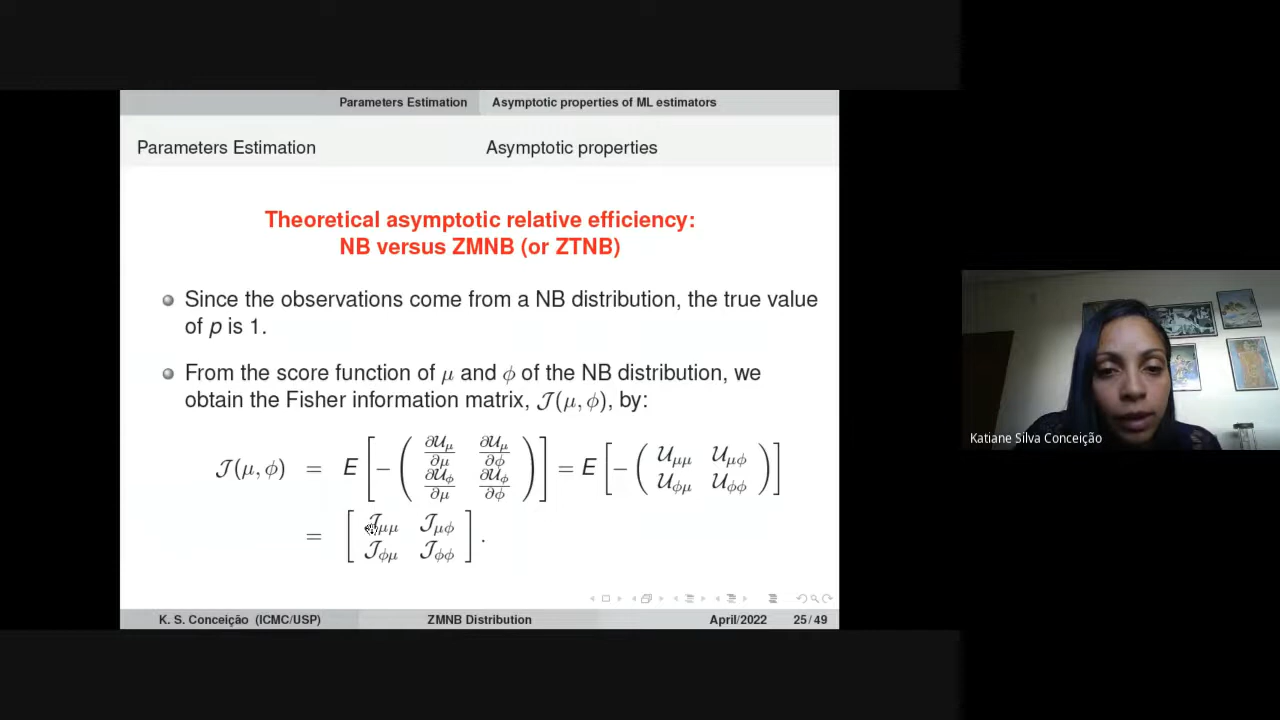 Parameters Estimation Asymptotic properties of ML estimators
Parameters Estimation Asymptotic properties
Theoretical asymptotic relative efficiency:
NB versus ZMNB (or ZTNB)
Since the observations come from a NB distribution, the true value
of p is 1.
From the score function of μ and ϕ of the NB distribution, we
obtain the Fisher information matrix, 𝒥(μ, ϕ), by:
𝒥(μ, ϕ) = E [ − ( ∂𝒰μ/∂μ ∂𝒰μ/∂ϕ ; ∂𝒰ϕ/∂μ ∂𝒰ϕ/∂ϕ ) ] = E [ − ( 𝒰μμ 𝒰μϕ ; 𝒰ϕμ 𝒰ϕϕ ) ]
= [ 𝒥μμ 𝒥μϕ ; 𝒥ϕμ 𝒥ϕϕ ] .
K. S. Conceição (ICMC/USP) ZMNB Distribution April/2022 25/49
Katiane Silva Conceição